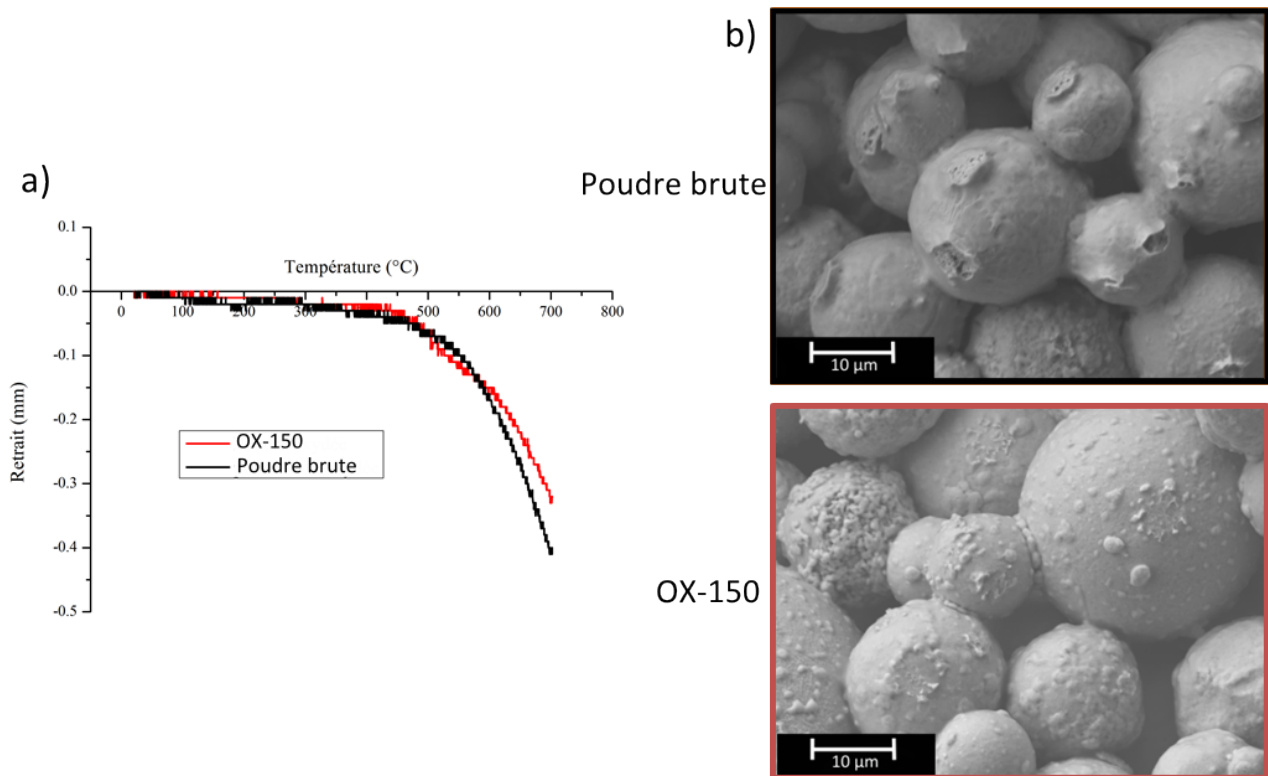 b)
Poudre brute
10 µm
a)
0.1
0.0
-0.1
-0.2
-0.3
-0.4
-0.5
Retrait (mm)
Température (°C)
0
100
200
300
400
500
600
700
800
OX-150
Poudre brute
OX-150
10 µm